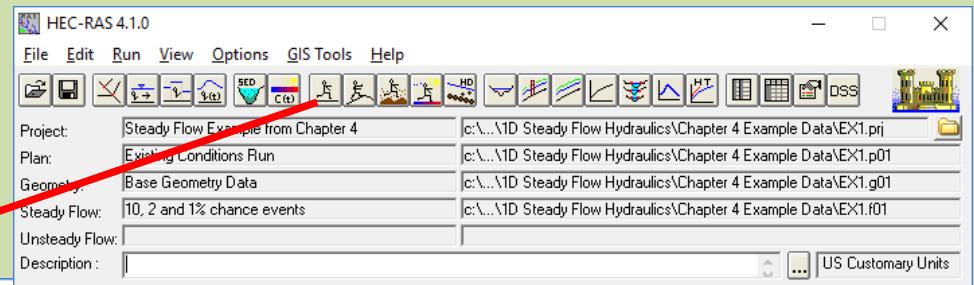 HEC-RAS 4.1.0
File Edit Run View Options GIS Tools Help
SED C(t) HD HT DSS
Project: Steady Flow Example from Chapter 4 c:\...\1D Steady Flow Hydraulics\Chapter 4 Example Data\EX1.prj
Plan: Existing Conditions Run c:\...\1D Steady Flow Hydraulics\Chapter 4 Example Data\EX1.p01
Geometry: Base Geometry Data c:\...\1D Steady Flow Hydraulics\Chapter 4 Example Data\EX1.g01
Steady Flow: 10, 2 and 1% chance events c:\...\1D Steady Flow Hydraulics\Chapter 4 Example Data\EX1.f01
Unsteady Flow:
Description : ... US Customary Units